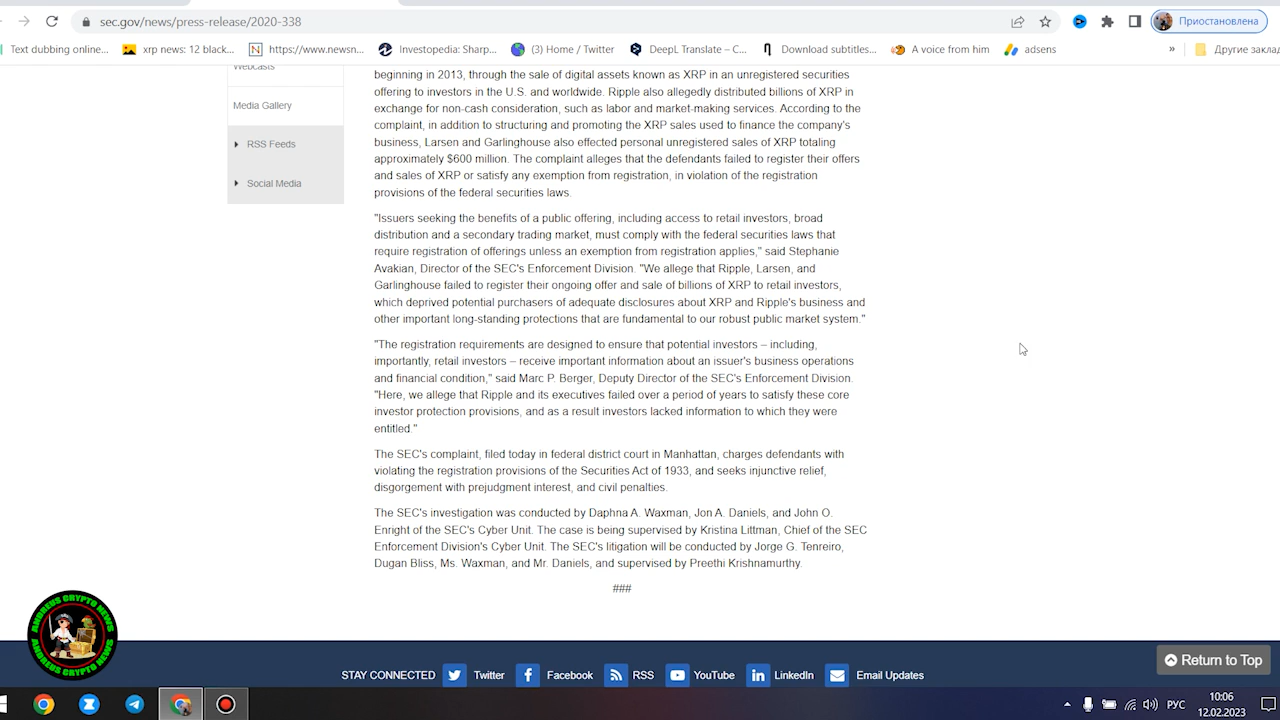 sec.gov/news/press-release/2020-338
Приостановлена
Text dubbing online...
xrp news: 12 black...
https://www.newsn...
Investopedia: Sharp...
(3) Home / Twitter
DeepL Translate – C...
Download subtitles...
A voice from him
adsens
»
Другие заклад
Webcasts
Media Gallery
RSS Feeds
Social Media
beginning in 2013, through the sale of digital assets known as XRP in an unregistered securities
offering to investors in the U.S. and worldwide. Ripple also allegedly distributed billions of XRP in
exchange for non-cash consideration, such as labor and market-making services. According to the
complaint, in addition to structuring and promoting the XRP sales used to finance the company's
business, Larsen and Garlinghouse also effected personal unregistered sales of XRP totaling
approximately $600 million. The complaint alleges that the defendants failed to register their offers
and sales of XRP or satisfy any exemption from registration, in violation of the registration
provisions of the federal securities laws.
"Issuers seeking the benefits of a public offering, including access to retail investors, broad
distribution and a secondary trading market, must comply with the federal securities laws that
require registration of offerings unless an exemption from registration applies," said Stephanie
Avakian, Director of the SEC's Enforcement Division. "We allege that Ripple, Larsen, and
Garlinghouse failed to register their ongoing offer and sale of billions of XRP to retail investors,
which deprived potential purchasers of adequate disclosures about XRP and Ripple's business and
other important long-standing protections that are fundamental to our robust public market system."
"The registration requirements are designed to ensure that potential investors – including,
importantly, retail investors – receive important information about an issuer's business operations
and financial condition," said Marc P. Berger, Deputy Director of the SEC's Enforcement Division.
"Here, we allege that Ripple and its executives failed over a period of years to satisfy these core
investor protection provisions, and as a result investors lacked information to which they were
entitled."
The SEC's complaint, filed today in federal district court in Manhattan, charges defendants with
violating the registration provisions of the Securities Act of 1933, and seeks injunctive relief,
disgorgement with prejudgment interest, and civil penalties.
The SEC's investigation was conducted by Daphna A. Waxman, Jon A. Daniels, and John O.
Enright of the SEC's Cyber Unit. The case is being supervised by Kristina Littman, Chief of the SEC
Enforcement Division's Cyber Unit. The SEC's litigation will be conducted by Jorge G. Tenreiro,
Dugan Bliss, Ms. Waxman, and Mr. Daniels, and supervised by Preethi Krishnamurthy.
###
ANDREUS CRYPTO NEWS
ANDREUS CRYPTO NEWS
STAY CONNECTED
Twitter
Facebook
RSS
YouTube
LinkedIn
Email Updates
Return to Top
РУС
10:06
12.02.2023